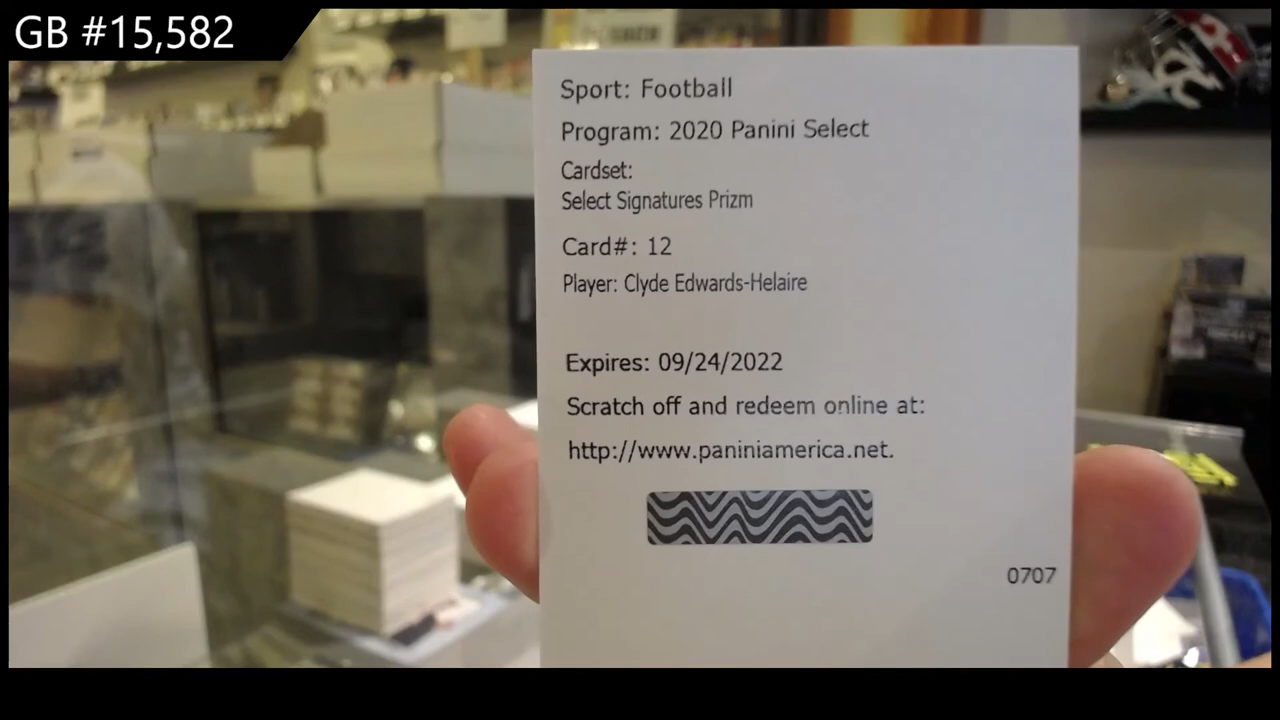 GB #15,582
Sport: Football
Program: 2020 Panini Select
Cardset:
Select Signatures Prizm
Card#: 12
Player: Clyde Edwards-Helaire
Expires: 09/24/2022
Scratch off and redeem online at:
http://www.paniniamerica.net.
0707